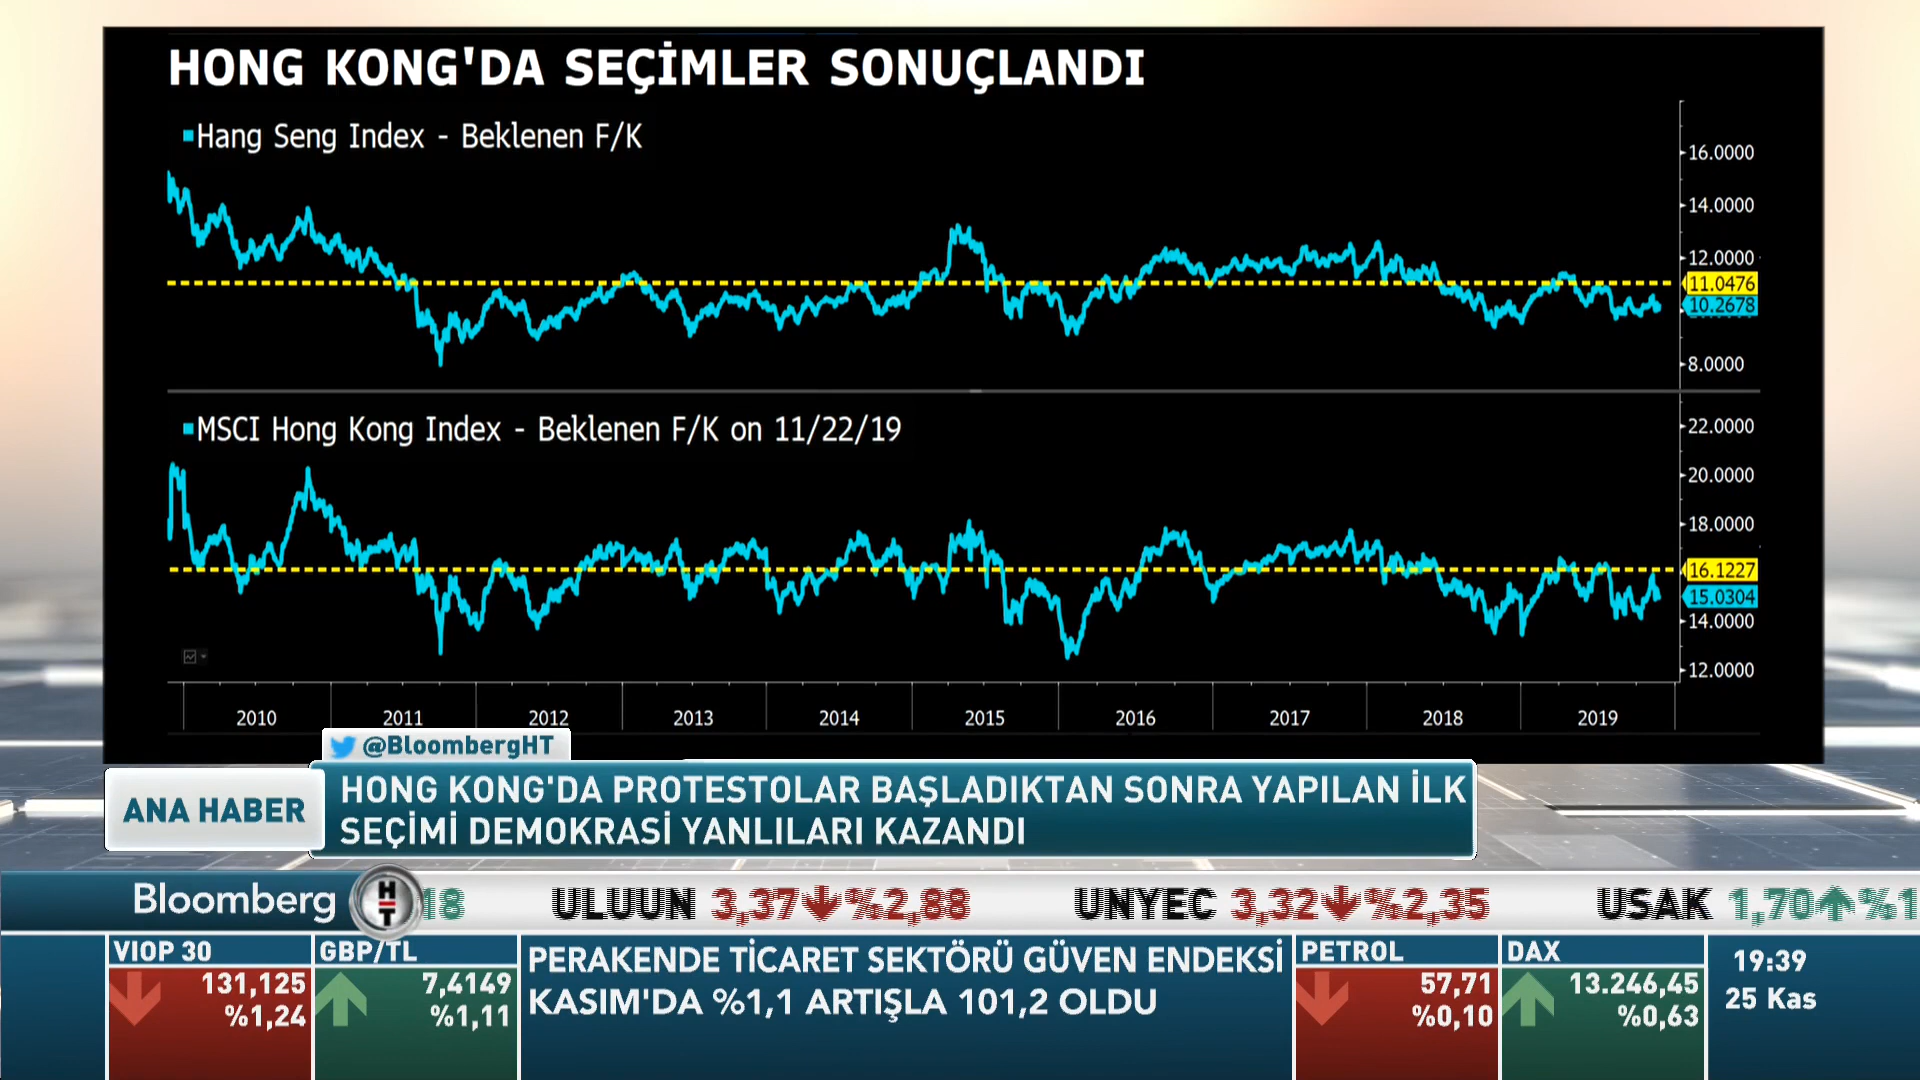 HONG KONG'DA SEÇİMLER SONUÇLANDI
Hang Seng Index - Beklenen F/K
16.0000
14.0000
12.0000
11.0476
10.2678
8.0000
MSCI Hong Kong Index - Beklenen F/K on 11/22/19
22.0000
20.0000
18.0000
16.1227
15.0304
14.0000
12.0000
2010 2011 2012 2013 2014 2015 2016 2017 2018 2019
@BloombergHT
ANA HABER
HONG KONG'DA PROTESTOLAR BAŞLADIKTAN SONRA YAPILAN İLK
SEÇİMİ DEMOKRASİ YANLILARI KAZANDI
Bloomberg HT
18 ULUUN 3,37 %2,88 UNYEC 3,32 %2,35 USAK 1,70 %1
VIOP 30
131,125
%1,24
GBP/TL
7,4149
%1,11
PERAKENDE TİCARET SEKTÖRÜ GÜVEN ENDEKSİ
KASIM'DA %1,1 ARTIŞLA 101,2 OLDU
PETROL
57,71
%0,10
DAX
13.246,45
%0,63
19:39
25 Kas